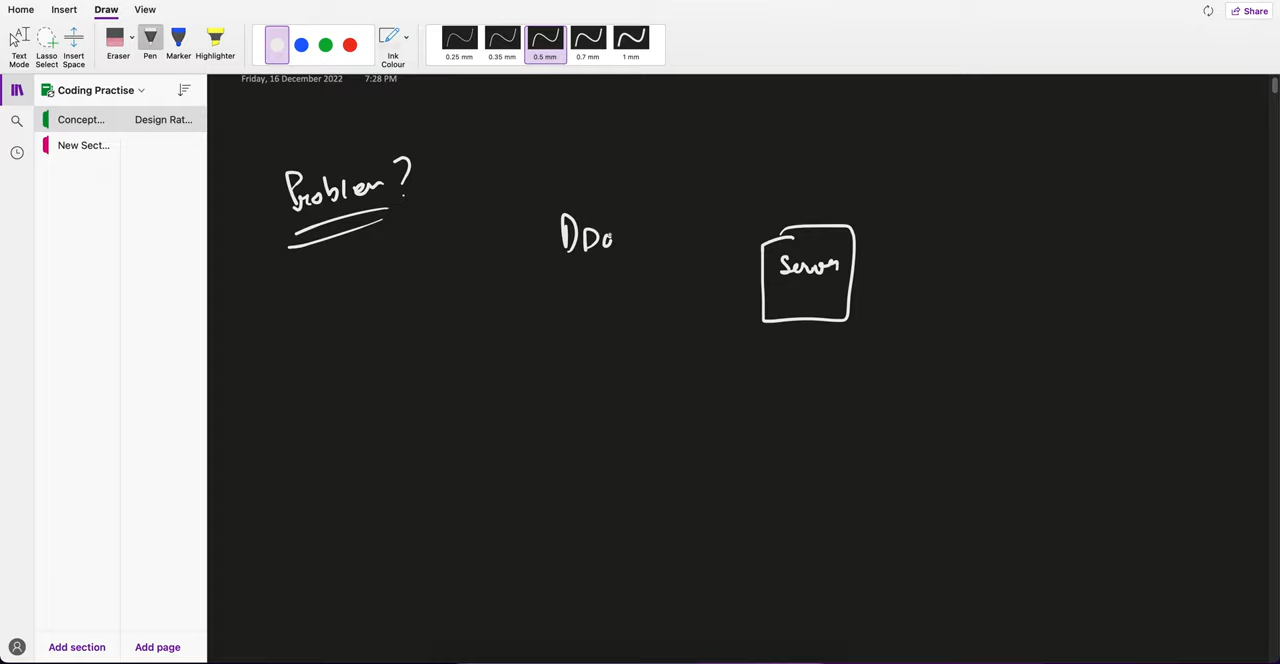 Home Insert Draw View
Share
Text Mode
Lasso Select
Insert Space
Eraser
Pen
Marker
Highlighter
Ink Colour
0.25 mm
0.35 mm
0.5 mm
0.7 mm
1 mm
Friday, 16 December 2022 7:28 PM
Coding Practise
Concept... Design Rat...
New Sect...
Problem?
DDo
Server
Add section Add page